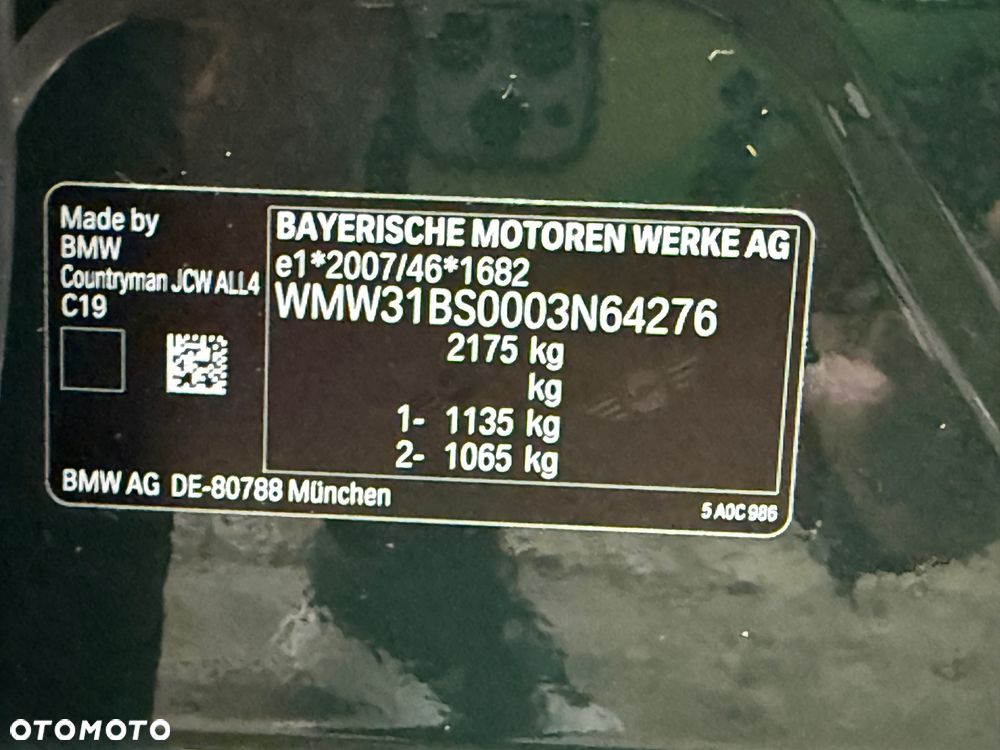 Made by
BMW
Countryman JCW ALL4
C19
BAYERISCHE MOTOREN WERKE AG
e1*2007/46*1682
WMW31BS0003N64276
2175 kg
kg
1- 1135 kg
2- 1065 kg
BMW AG DE-80788 München
5 A0C 986
OTOMOTO